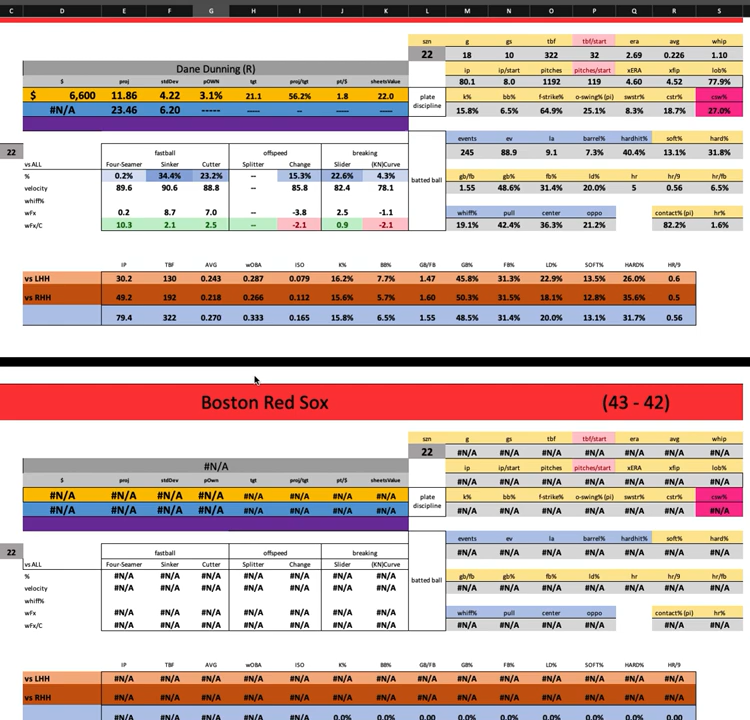 C D E F G H I J K L M N O P Q R S
szn g gs tbf tbf/start era avg whip
22 18 10 322 32 2.69 0.226 1.10
Dane Dunning (R)
ip ip/start pitches pitches/start xERA xfip lob%
80.1 8.0 1192 119 4.60 4.52 77.9%
$ proj stdDev pOWN tgt proj/tgt pt/$ sheetsValue
$ 6,600 11.86 4.22 3.1% 21.1 56.2% 1.8 22.0
#N/A 23.46 6.20 ----- ---- --- --- ----
plate discipline
k% bb% f-strike% o-swing% (pi) swstr% cstr% csw%
15.8% 6.5% 64.9% 25.1% 8.3% 18.7% 27.0%
22
fastball offspeed breaking
vs ALL Four-Seamer Sinker Cutter Splitter Change Slider (KN)Curve
% 0.2% 34.4% 23.2% -- 15.3% 22.6% 4.3%
velocity 89.6 90.6 88.8 -- 85.8 82.4 78.1
whiff%
wFx 0.2 8.7 7.0 -- -3.8 2.5 -1.1
wFx/C 10.3 2.1 2.5 -- -2.1 0.9 -2.1
batted ball
events ev la barrel% hardhit% soft% hard%
245 88.9 9.1 7.3% 40.4% 13.1% 31.8%
gb/fb gb% fb% ld% hr hr/9 hr/fb
1.55 48.6% 31.4% 20.0% 5 0.56 6.5%
whiff% pull center oppo contact% (pi) hr%
19.1% 42.4% 36.3% 21.2% 82.2% 1.6%
IP TBF AVG wOBA ISO K% BB% GB/FB GB% FB% LD% SOFT% HARD% HR/9
vs LHH 30.2 130 0.243 0.287 0.079 16.2% 7.7% 1.47 45.8% 31.3% 22.9% 13.5% 26.0% 0.6
vs RHH 49.2 192 0.218 0.266 0.112 15.6% 5.7% 1.60 50.3% 31.5% 18.1% 12.8% 35.6% 0.5
79.4 322 0.270 0.333 0.165 15.8% 6.5% 1.55 48.5% 31.4% 20.0% 13.1% 31.7% 0.56
Boston Red Sox (43 - 42)
szn g gs tbf tbf/start era avg whip
22 #N/A #N/A #N/A #N/A #N/A #N/A #N/A
#N/A
ip ip/start pitches pitches/start xERA xfip lob%
#N/A #N/A #N/A #N/A #N/A #N/A #N/A
$ proj stdDev pOwn tgt proj/tgt pt/$ sheetsValue
#N/A #N/A #N/A #N/A #N/A #N/A #N/A #N/A
#N/A #N/A #N/A #N/A #N/A #N/A #N/A #N/A
plate discipline
k% bb% f-strike% o-swing% (pi) swstr% cstr% csw%
#N/A #N/A #N/A #N/A #N/A #N/A #N/A
22
fastball offspeed breaking
vs ALL Four-Seamer Sinker Cutter Splitter Change Slider (KN)Curve
% #N/A #N/A #N/A #N/A #N/A #N/A #N/A
velocity #N/A #N/A #N/A #N/A #N/A #N/A #N/A
whiff%
wFx #N/A #N/A #N/A #N/A #N/A #N/A #N/A
wFx/C #N/A #N/A #N/A #N/A #N/A #N/A #N/A
batted ball
events ev la barrel% hardhit% soft% hard%
#N/A #N/A #N/A #N/A #N/A #N/A #N/A
gb/fb gb% fb% ld% hr hr/9 hr/fb
#N/A #N/A #N/A #N/A #N/A #N/A #N/A
whiff% pull center oppo contact% (pi) hr%
#N/A #N/A #N/A #N/A #N/A #N/A
IP TBF AVG wOBA ISO K% BB% GB/FB GB% FB% LD% SOFT% HARD% HR/9
vs LHH #N/A #N/A #N/A #N/A #N/A #N/A #N/A #N/A #N/A #N/A #N/A #N/A #N/A #N/A
vs RHH #N/A #N/A #N/A #N/A #N/A #N/A #N/A #N/A #N/A #N/A #N/A #N/A #N/A #N/A
#N/A #N/A #N/A #N/A #N/A 0.0% 0.0% 0.00 0.0% 0.0% 0.0% 0.0% 0.0% 0.00